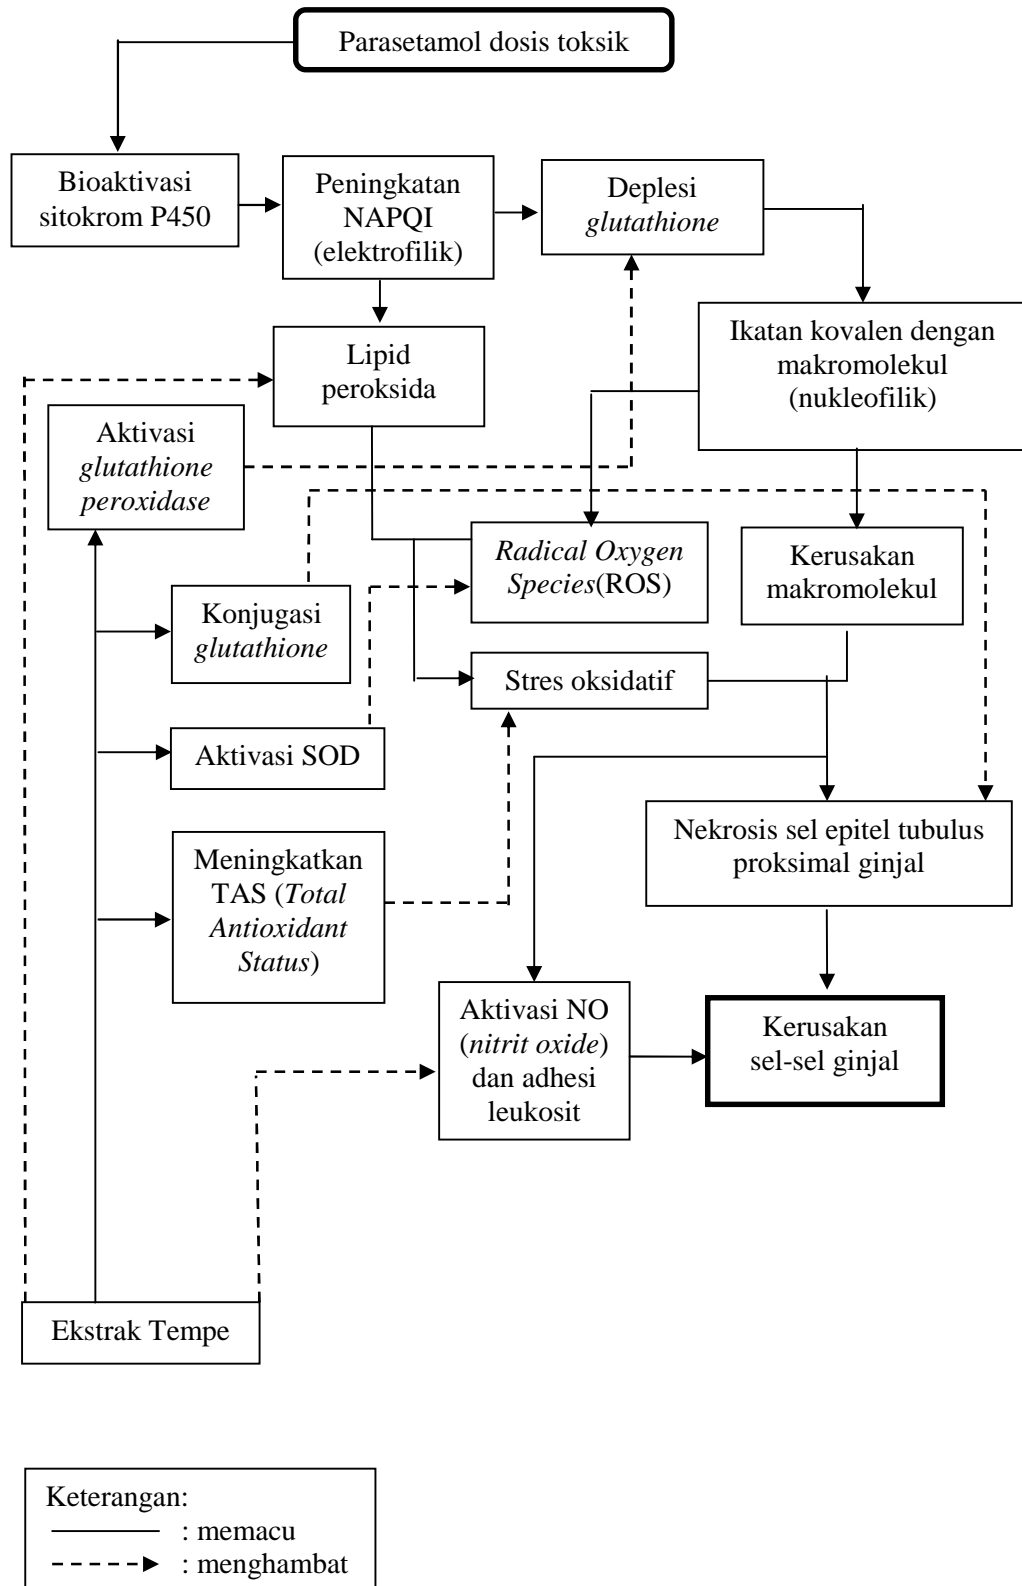 Parasetamol dosis toksik
Bioaktivasi
sitokrom P450
Peningkatan
NAPQI
(elektrofilik)
Deplesi
glutathione
Ikatan kovalen dengan
makromolekul
(nukleofilik)
Lipid
peroksida
Aktivasi
glutathione
peroxidase
Radical Oxygen
Species(ROS)
Kerusakan
makromolekul
Konjugasi
glutathione
Stres oksidatif
Aktivasi SOD
Nekrosis sel epitel tubulus
proksimal ginjal
Meningkatkan
TAS (Total
Antioxidant
Status)
Aktivasi NO
(nitrit oxide)
dan adhesi
leukosit
Kerusakan
sel-sel ginjal
Ekstrak Tempe
Keterangan:
: memacu
: menghambat